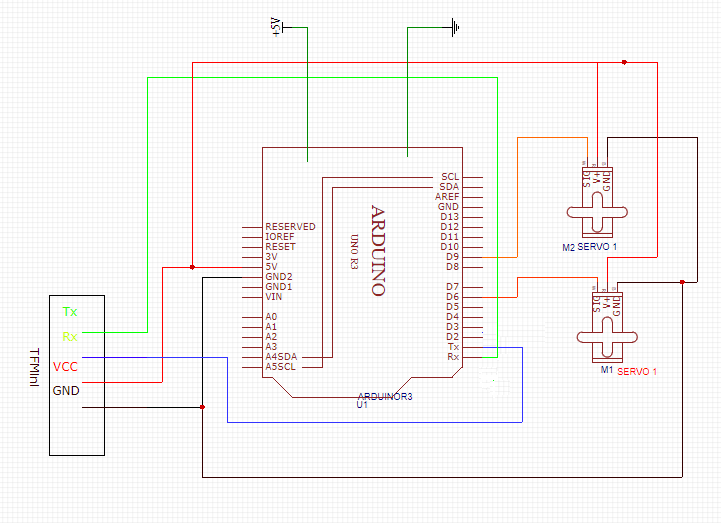 +5V
RESERVED
IOREF
RESET
3V
5V
GND2
GND1
VIN
A0
A1
A2
A3
A4SDA
A5SCL
SCL
SDA
AREF
GND
D13
D12
D11
D10
D9
D8
D7
D6
D5
D4
D3
D2
Tx
Rx
ARDUINO
UNO R3
ARDUINOR3
U1
TFMINI
Tx
Rx
VCC
GND
SIG
V+
GND
M2 SERVO 1
SIG
V+
GND
M1 SERVO 1